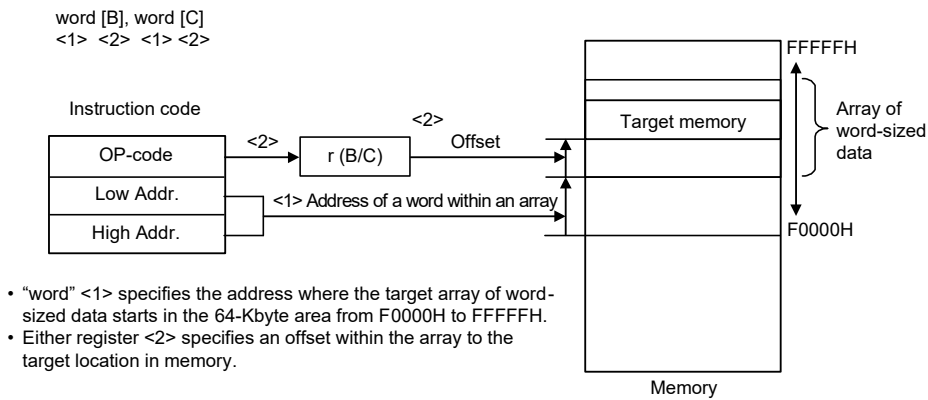 word [B], word [C]
<1> <2> <1> <2>
FFFFFH
Instruction code
Array of
word-sized
data
<2>
<2>
Target memory
OP-code
r (B/C)
Offset
Low Addr.
<1> Address of a word within an array
High Addr.
F0000H
• “word” <1> specifies the address where the target array of word-
sized data starts in the 64-Kbyte area from F0000H to FFFFFH.
• Either register <2> specifies an offset within the array to the
target location in memory.
Memory